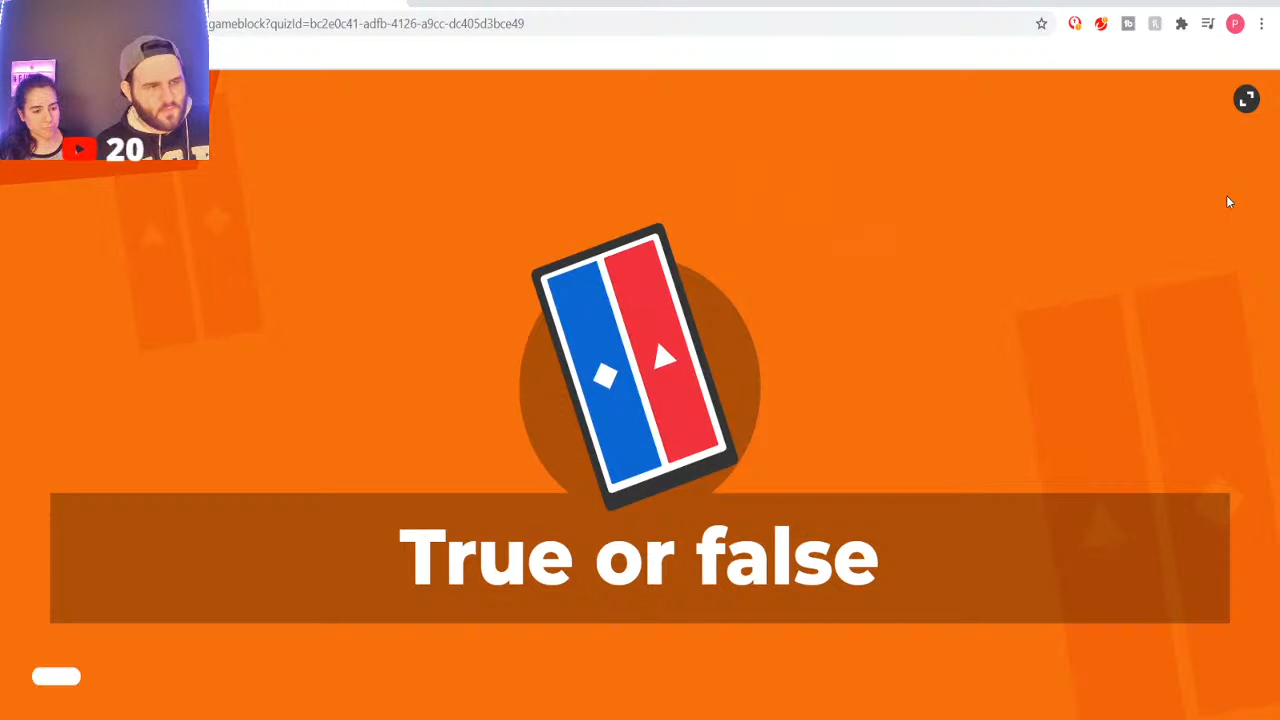 gameblock?quizId=bc2e0c41-adfb-4126-a9cc-dc405d3bce49
P
20
True or false